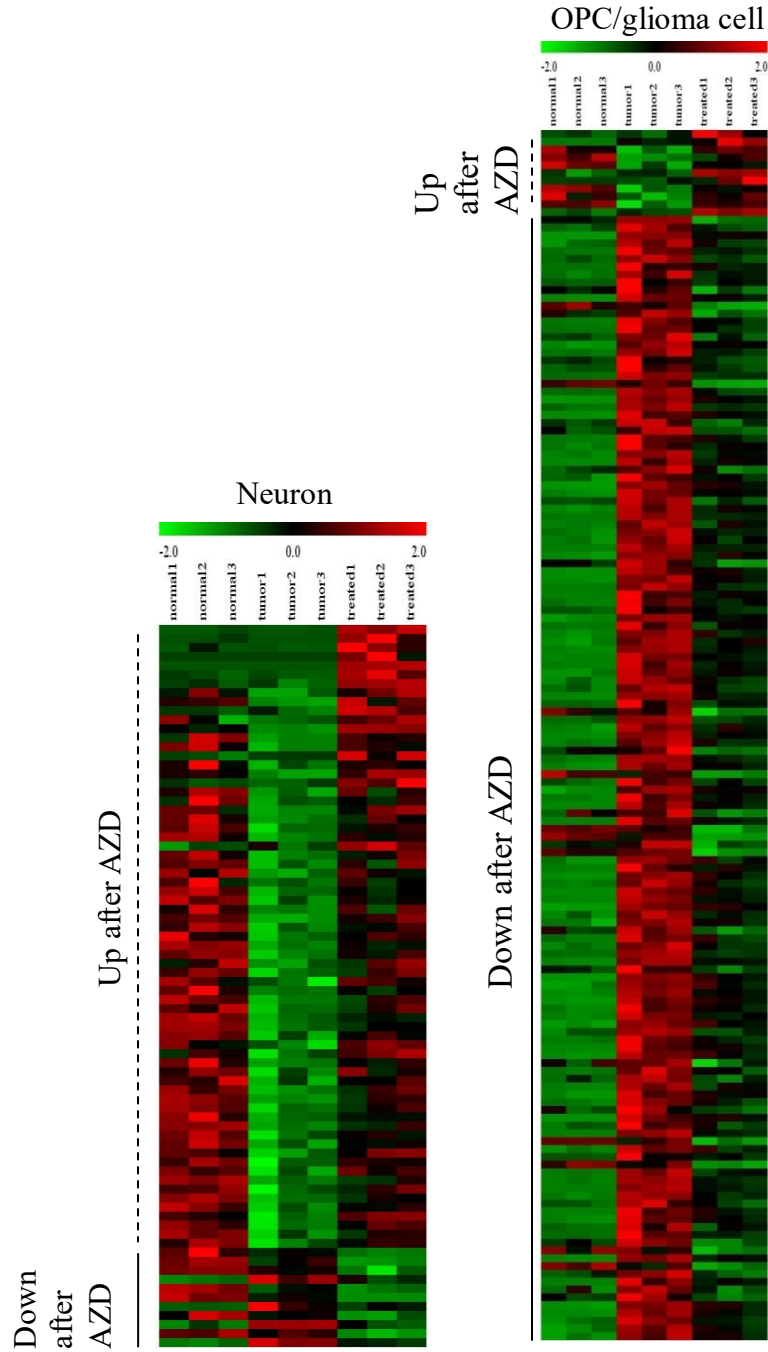 OPC/glioma cell
-2.0 0.0 2.0
normal1 normal2 normal3 tumor1 tumor2 tumor3 treated1 treated2 treated3
Up
after
AZD
Down after AZD
Neuron
-2.0 0.0 2.0
normal1 normal2 normal3 tumor1 tumor2 tumor3 treated1 treated2 treated3
Up after AZD
Down
after
AZD